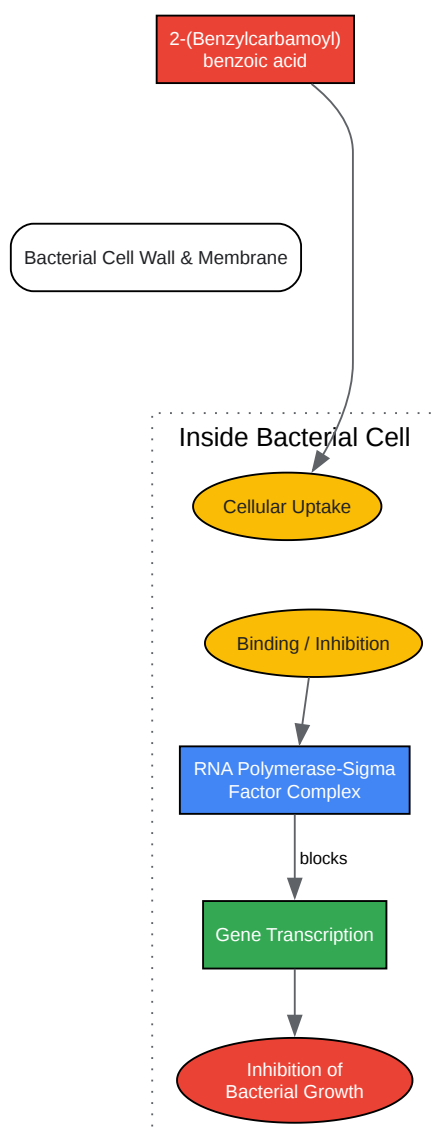 2-(Benzylcarbamoyl)
benzoic acid
Bacterial Cell Wall & Membrane
Inside Bacterial Cell
Cellular Uptake
Binding / Inhibition
RNA Polymerase-Sigma
Factor Complex
blocks
Gene Transcription
Inhibition of
Bacterial Growth